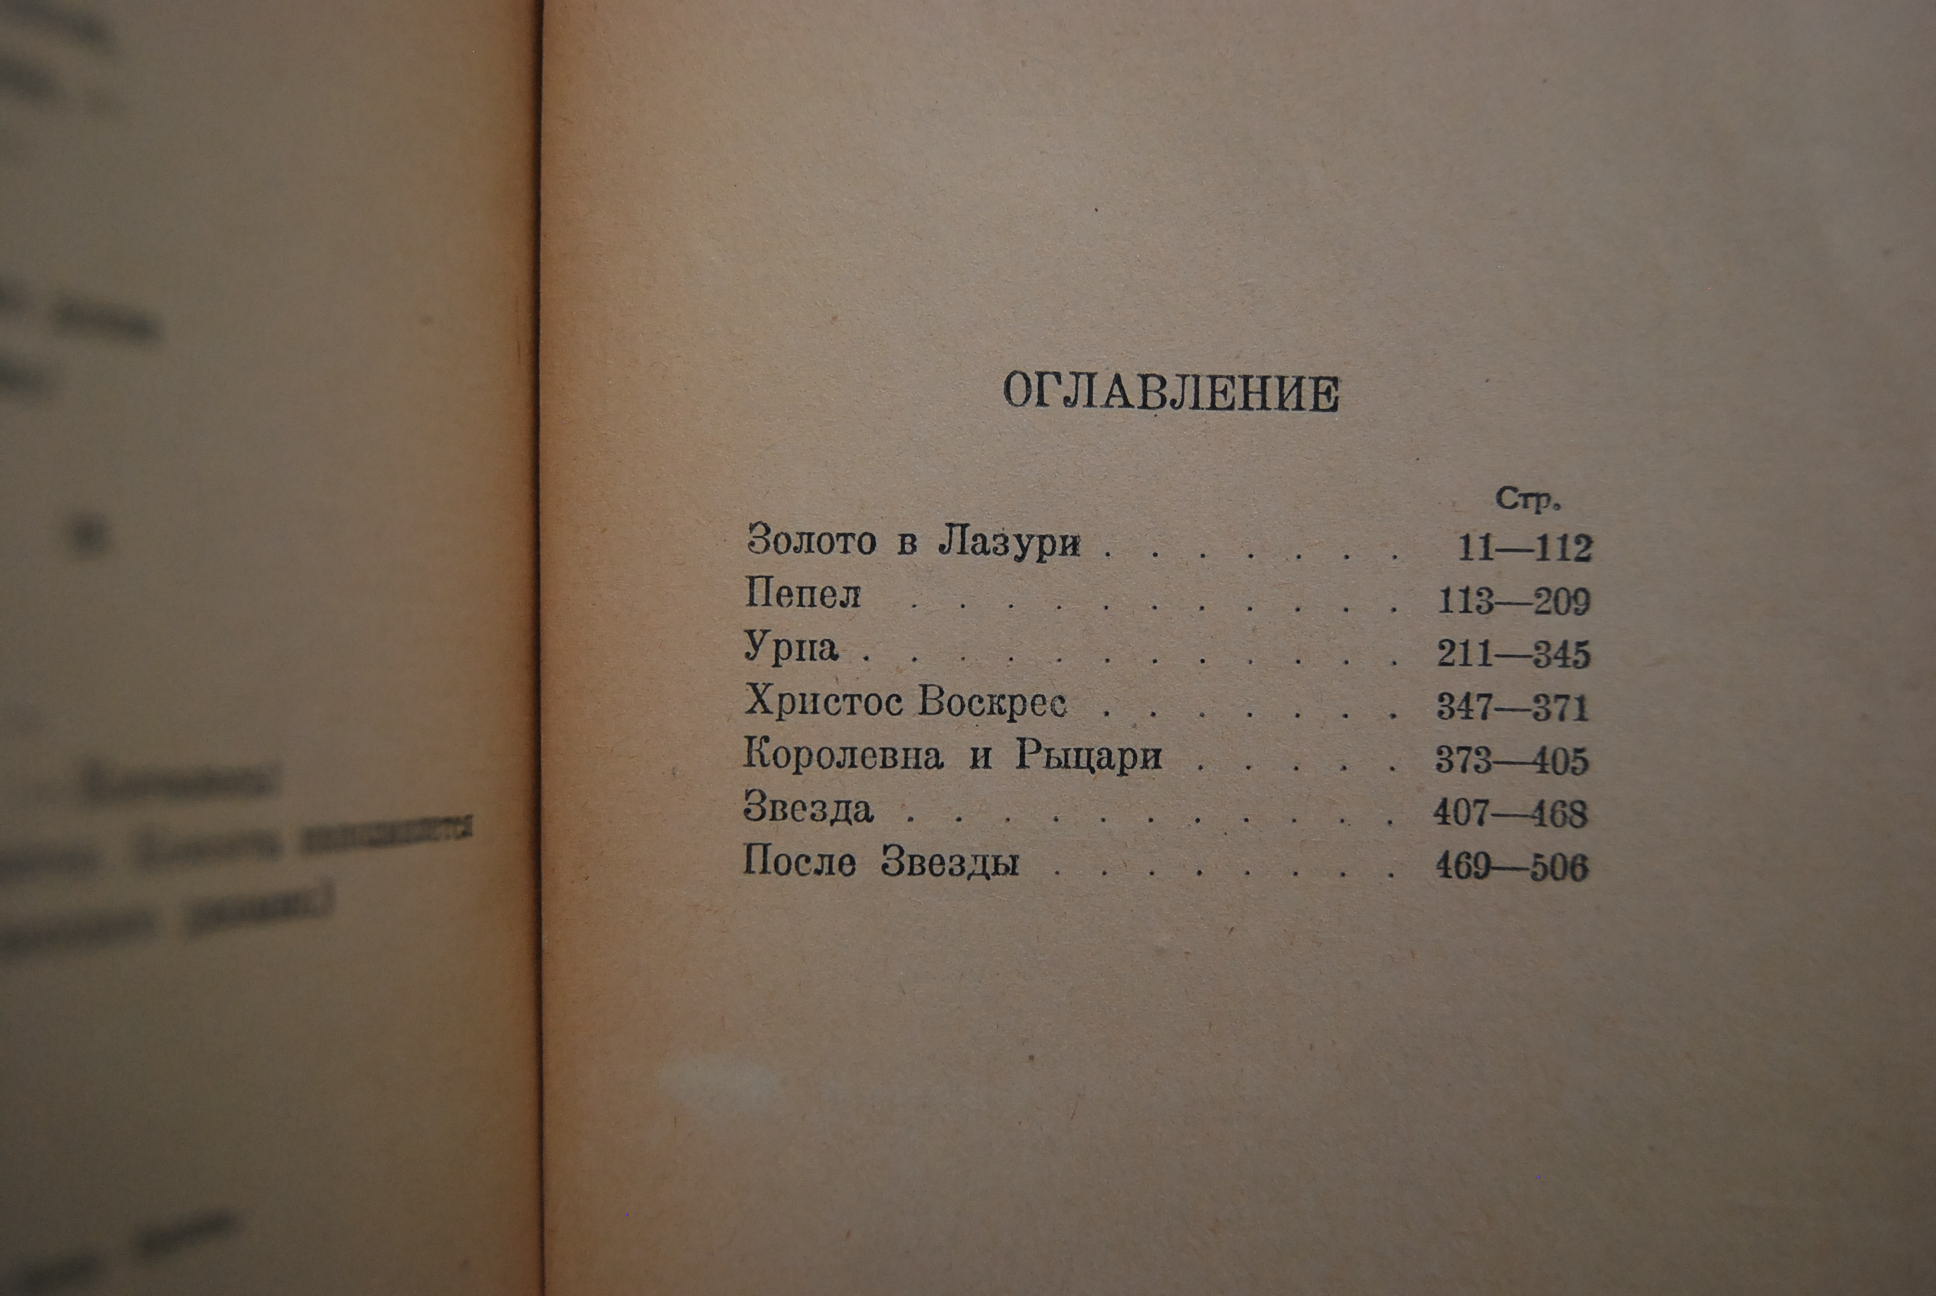 ОГЛАВЛЕНИЕ
Стр.
Золото в Лазури . . . . . . . 11—112
Пепел . . . . . . . . . . . 113—209
Урна . . . . . . . . . . . . 211—345
Христос Воскрес . . . . . . . 347—371
Королевна и Рыцари . . . . . 373—405
Звезда . . . . . . . . . . . 407—468
После Звезды . . . . . . . . 469—506